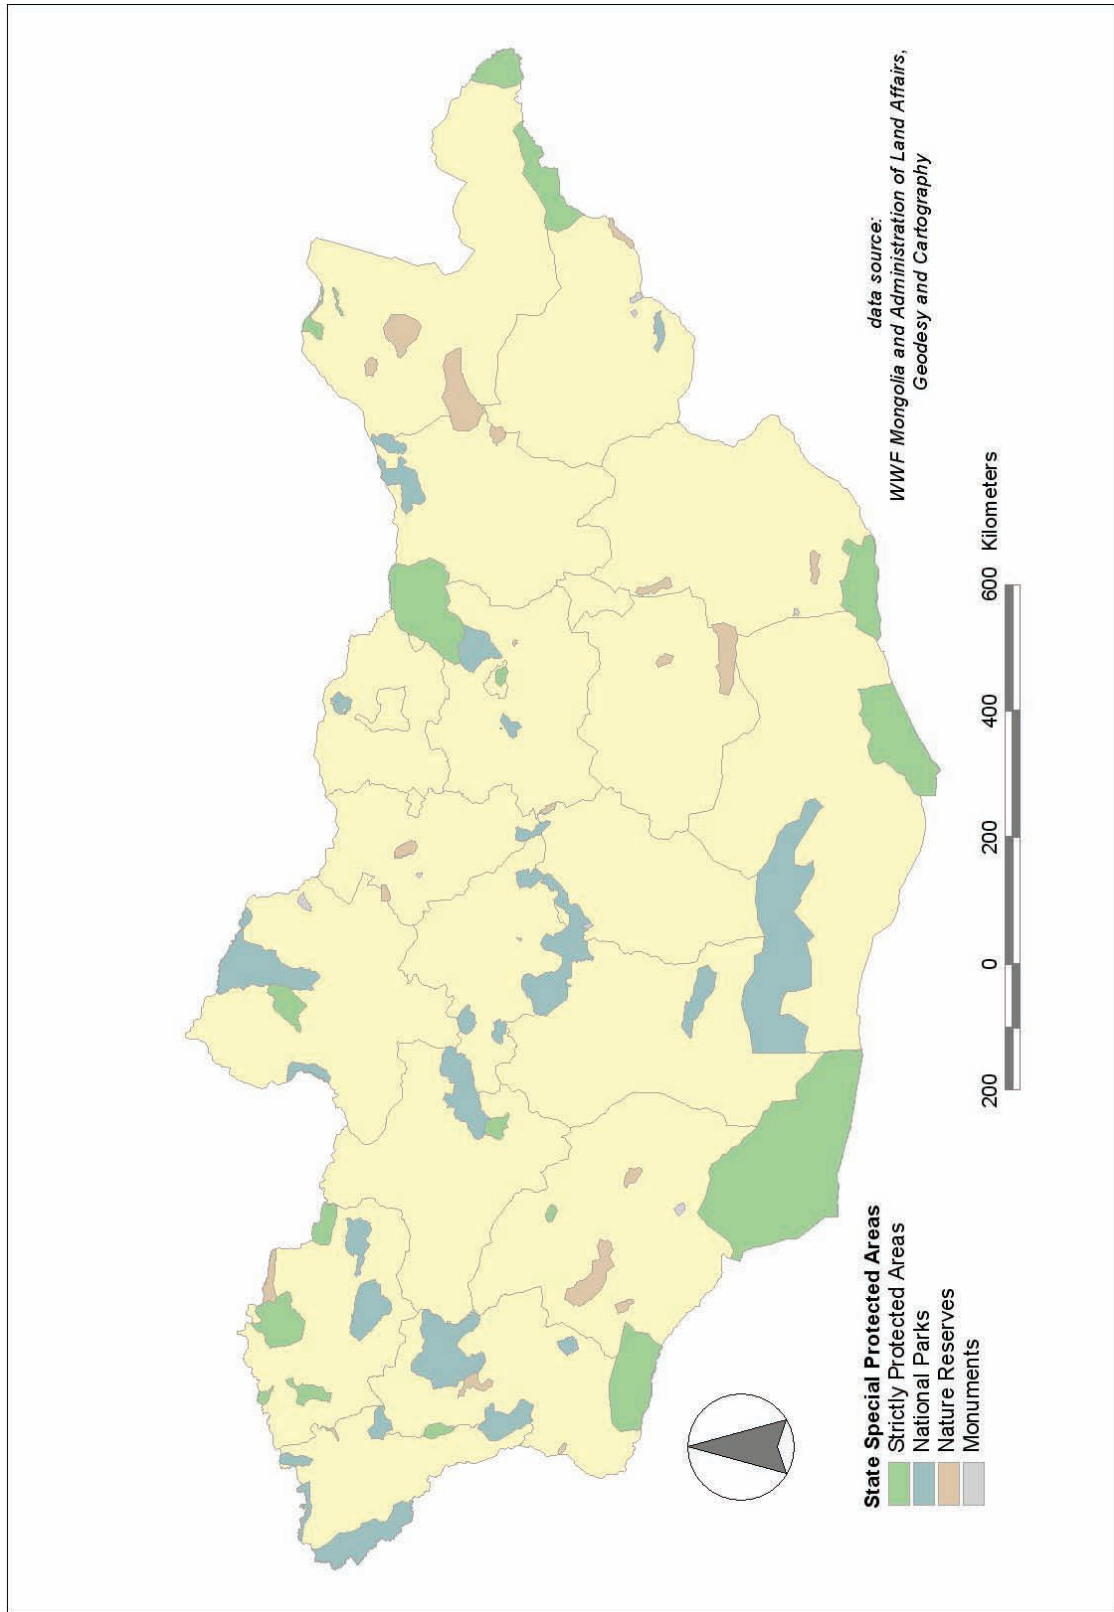 data source:
WWF Mongolia and Administration of Land Affairs,
Geodesy and Cartography
State Special Protected Areas
Strictly Protected Areas
National Parks
Nature Reserves
Monuments
200 0 200 400 600 Kilometers